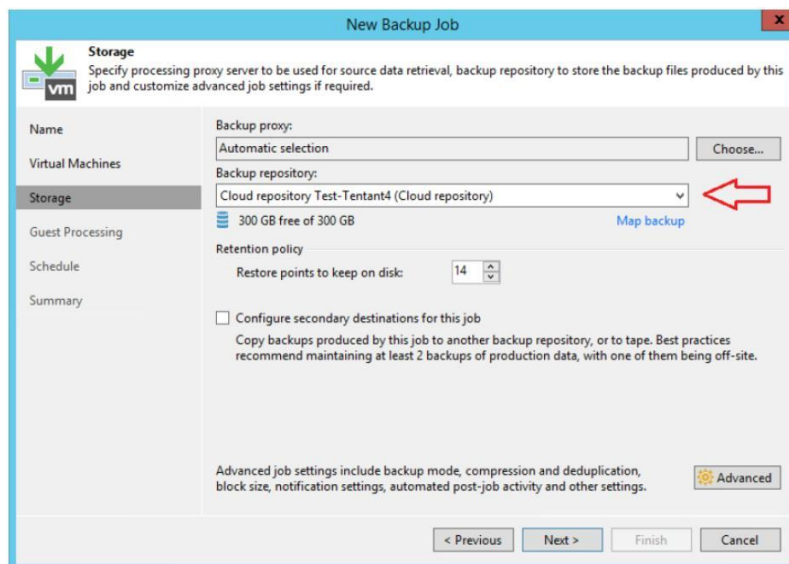 New Backup Job
x
Storage
Specify processing proxy server to be used for source data retrieval, backup repository to store the backup files produced by this
job and customize advanced job settings if required.
vm
Name
Virtual Machines
Storage
Guest Processing
Schedule
Summary
Backup proxy:
Automatic selection
Choose...
Backup repository:
Cloud repository Test-Tentant4 (Cloud repository)
300 GB free of 300 GB
Map backup
Retention policy
Restore points to keep on disk:
14
Configure secondary destinations for this job
Copy backups produced by this job to another backup repository, or to tape. Best practices
recommend maintaining at least 2 backups of production data, with one of them being off-site.
Advanced job settings include backup mode, compression and deduplication,
block size, notification settings, automated post-job activity and other settings.
Advanced
< Previous
Next >
Finish
Cancel